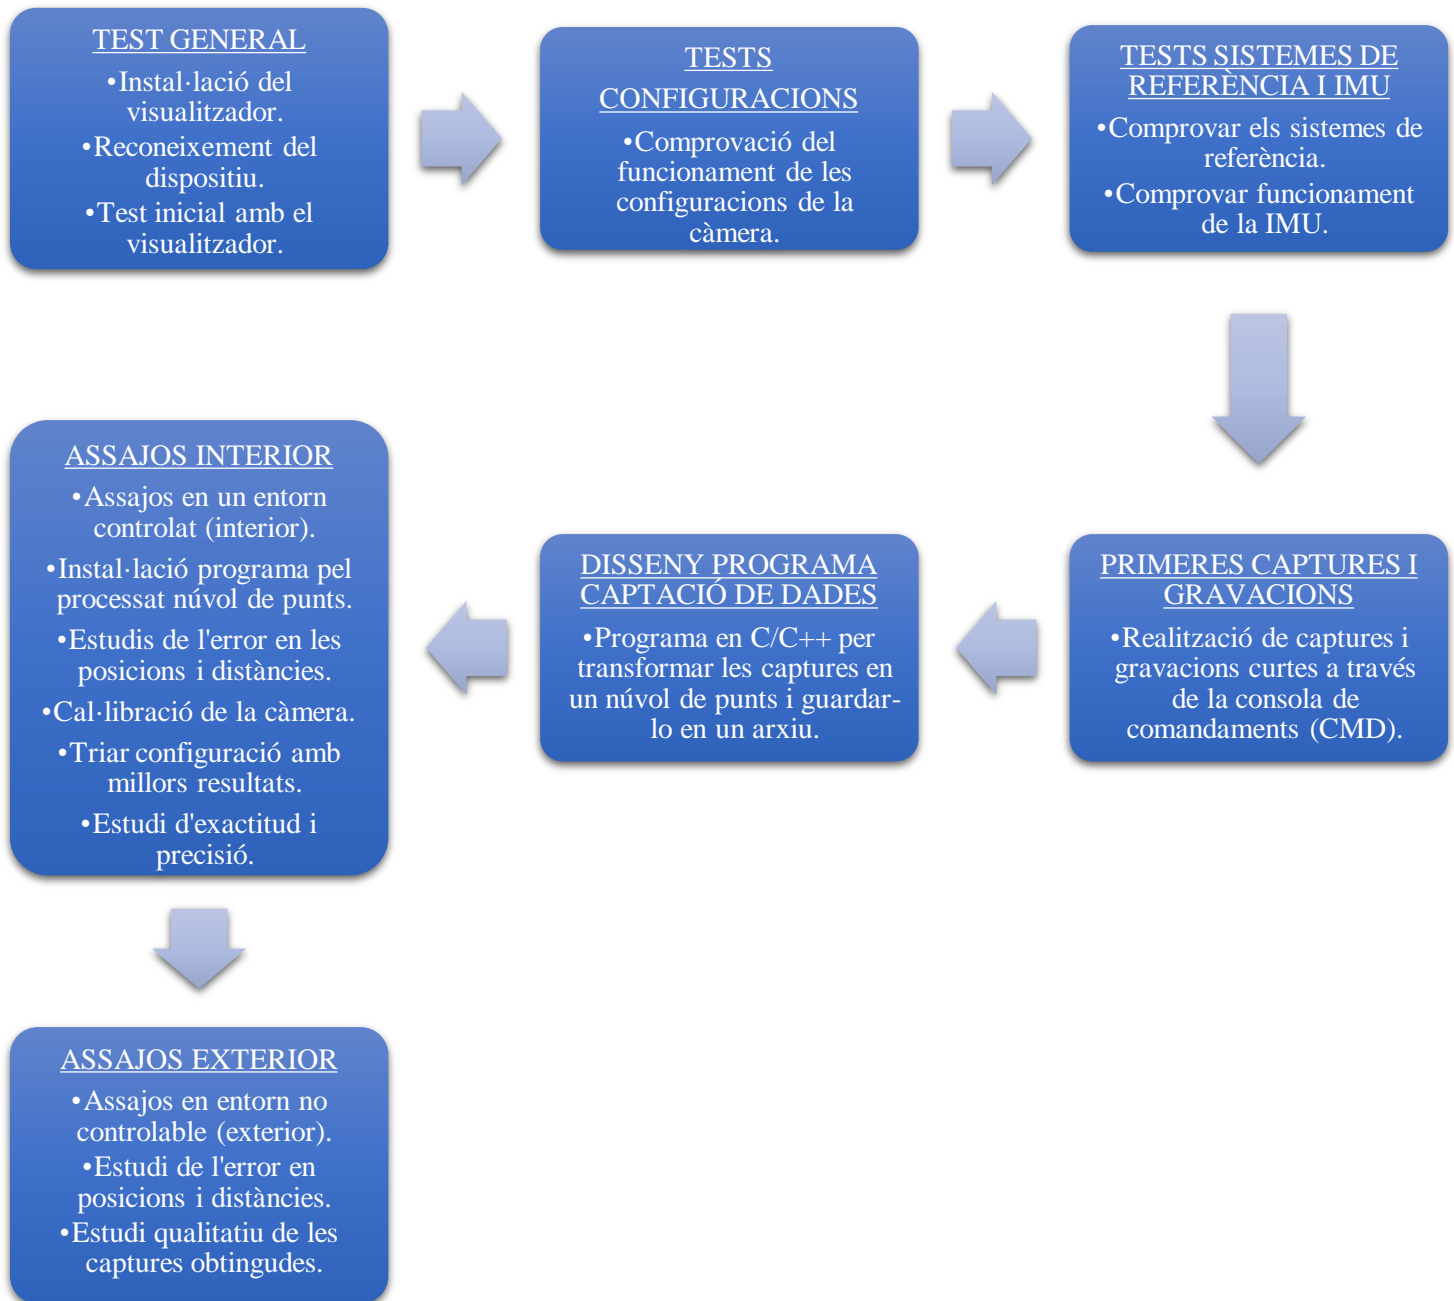 TEST GENERAL
•Instal·lació del
visualitzador.
•Reconeixement del
dispositiu.
•Test inicial amb el
visualitzador.
TESTS
CONFIGURACIONS
•Comprovació del
funcionament de les
configuracions de la
càmera.
TESTS SISTEMES DE
REFERÈNCIA I IMU
•Comprovar els sistemes de
referència.
•Comprovar funcionament
de la IMU.
PRIMERES CAPTURES I
GRAVACIONS
•Realització de captures i
gravacions curtes a través
de la consola de
comandaments (CMD).
DISSENY PROGRAMA
CAPTACIÓ DE DADES
•Programa en C/C++ per
transformar les captures en
un núvol de punts i guardar-
lo en un arxiu.
ASSAJOS INTERIOR
•Assajos en un entorn
controlat (interior).
•Instal·lació programa pel
processat núvol de punts.
•Estudis de l'error en les
posicions i distàncies.
•Cal·libració de la càmera.
•Triar configuració amb
millors resultats.
•Estudi d'exactitud i
precisió.
ASSAJOS EXTERIOR
•Assajos en entorn no
controlable (exterior).
•Estudi de l'error en
posicions i distàncies.
•Estudi qualitatiu de les
captures obtingudes.